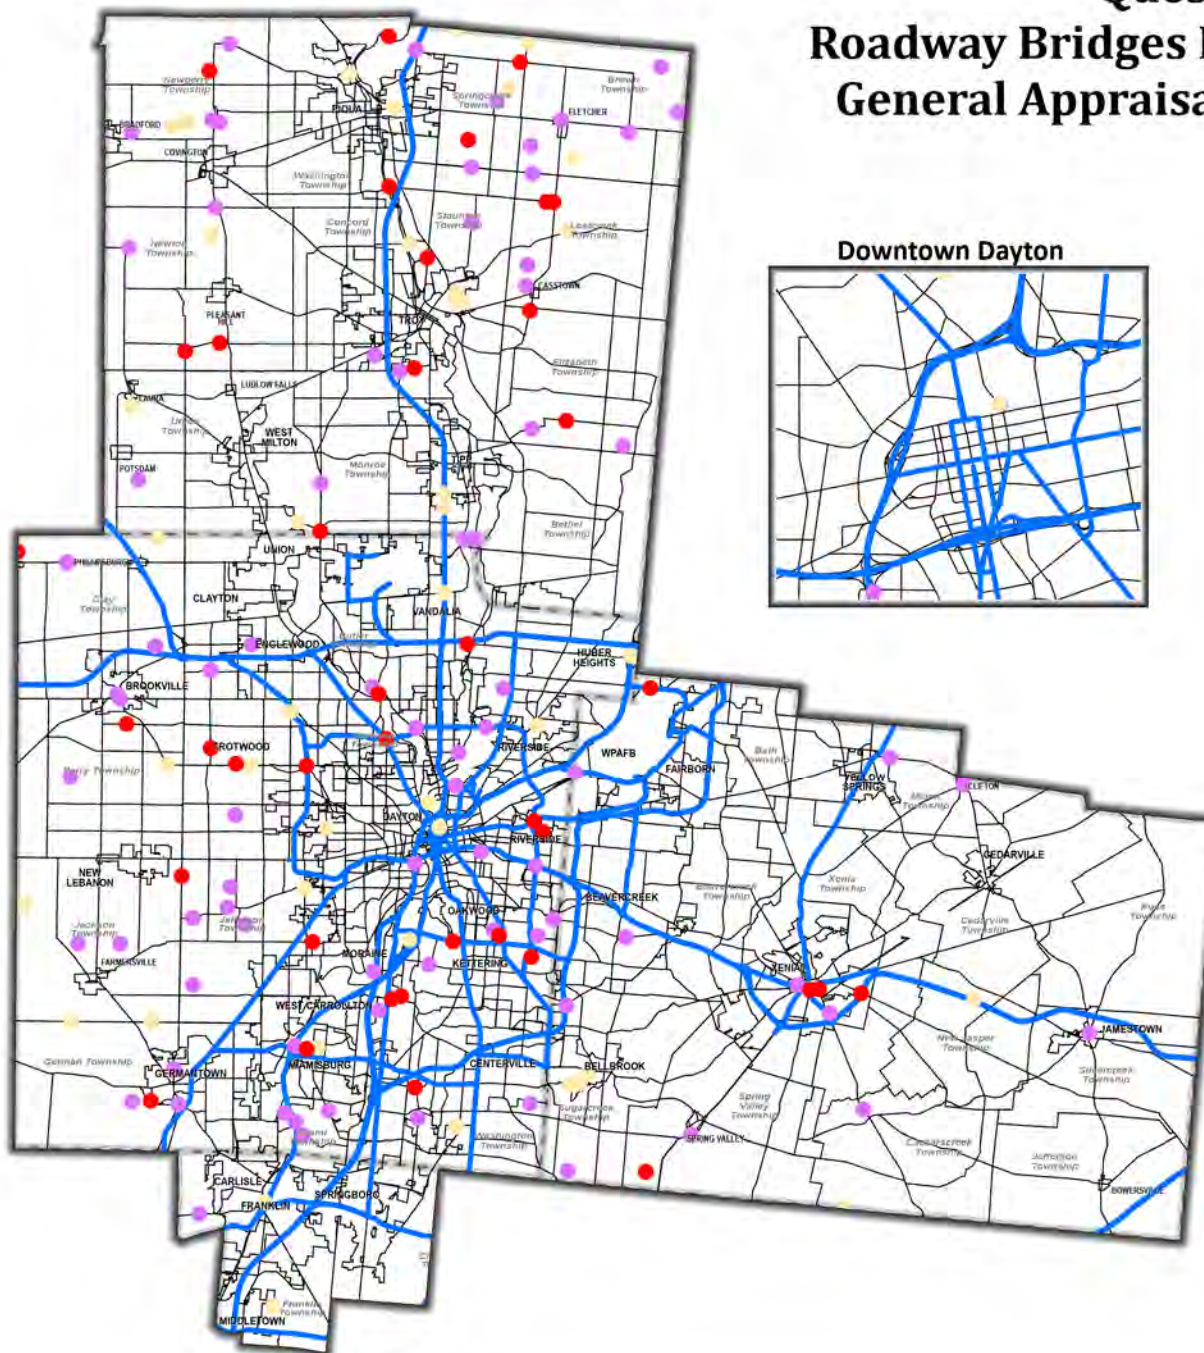 Roadway Bridges
General Appraisa
Downtown Dayton
Newberry
Township
PIQUA
Springcreek
Township
Brown
Township
FLETCHER
BRADFORD
COVINGTON
Washington
Township
Concord
Township
Staunton
Township
Lostcreek
Township
Newton
Township
CASSTOWN
PLEASANT
HILL
TROY
Elizabeth
Township
LUDLOW FALLS
LAURA
Union
Township
WEST
MILTON
Monroe
Township
TIPP
POTSDAM
Bethel
Township
UNION
PHILLIPSBURG
Clay
Township
CLAYTON
VANDALIA
ENGLEWOOD
Butler
HUBER
HEIGHTS
BROOKVILLE
TROTWOOD
RIVERSIDE
WPAFB
Bath
Township
Perry Township
FAIRBORN
YELLOW
SPRINGS
Miami
Township
CLIFTON
DAYTON
RIVERSIDE
CEDARVILLE
NEW
LEBANON
Xenia
Township
Beavercreek
Township
BEAVERCREEK
Ross
Township
OAKWOOD
Jefferson
Township
Cedarville
Township
Jackson
Township
FARMERSVILLE
MORAINE
KETTERING
XENIA
WEST CARROLLTON
JAMESTOWN
New Jasper
Township
German Township
GERMANTOWN
MIAMISBURG
CENTERVILLE
BELLBROOK
Silvercreek
Township
Spring
Valley
Township
Sugarcreek
Township
Miami
Township
Washington
Township
SPRING VALLEY
Caesarscreek
Township
Jefferson
Township
CARLISLE
SPRINGBORO
FRANKLIN
BOWERSVILLE
Franklin
Township
MIDDLETOWN